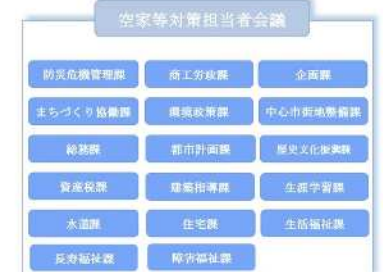 空家等対策担当者会議
防災危機管理課 商工労政課 企画課
まちづくり協働課 環境政策課 中心市街地整備課
総務課 都市計画課 歴史文化振興課
資産税課 建築指導課 生涯学習課
水道課 住宅課 生活福祉課
長寿福祉課 障害福祉課